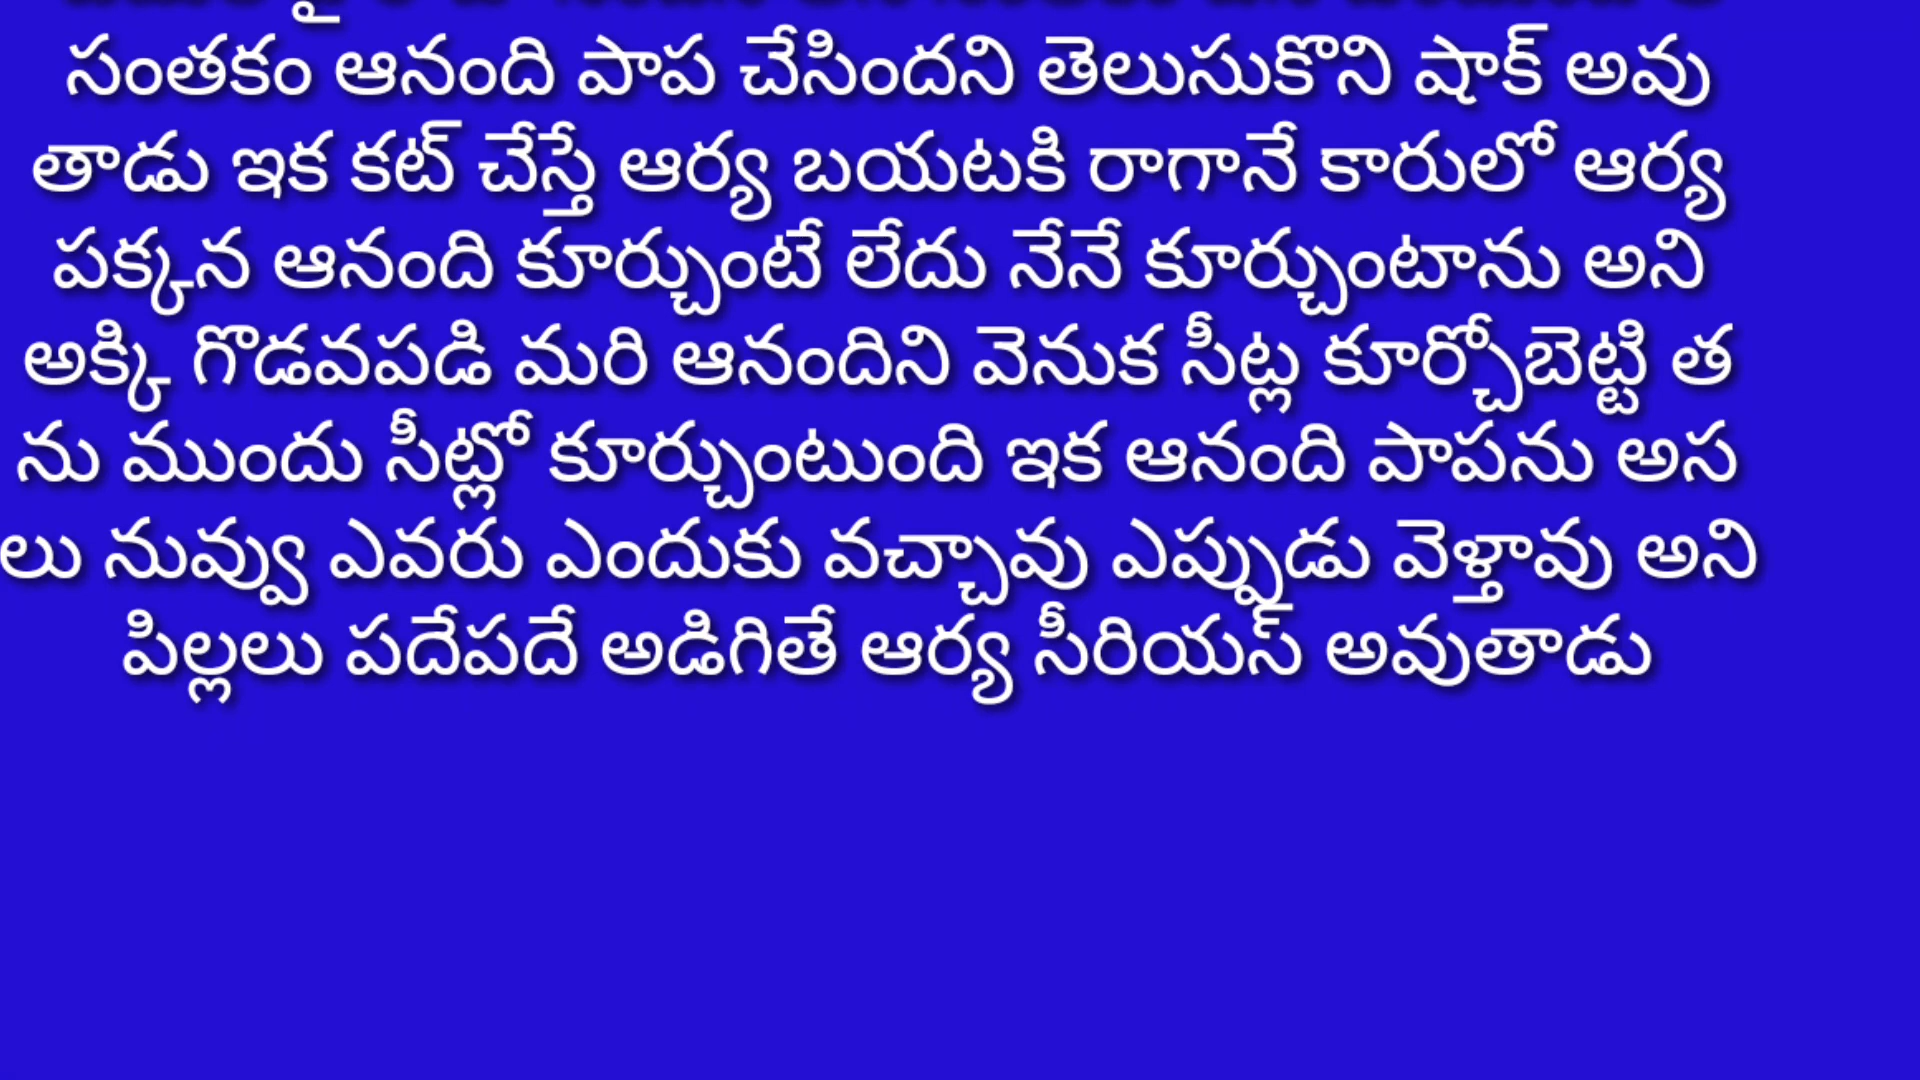 సంతకం ఆనంది పాప చేసిందని తెలుసుకొని షాక్ అవు
తాడు ఇక కట్ చేస్తే ఆర్య బయటకి రాగానే కారులో ఆర్య
పక్కన ఆనంది కూర్చుంటే లేదు నేనే కూర్చుంటాను అని
అక్కి గొడవపడి మరి ఆనందిని వెనుక సీట్ల కూర్చోబెట్టి త
ను ముందు సీట్లో కూర్చుంటుంది ఇక ఆనంది పాపను అస
లు నువ్వు ఎవరు ఎందుకు వచ్చావు ఎప్పుడు వెళ్తావు అని
పిల్లలు పదేపదే అడిగితే ఆర్య సీరియస్ అవుతాడు